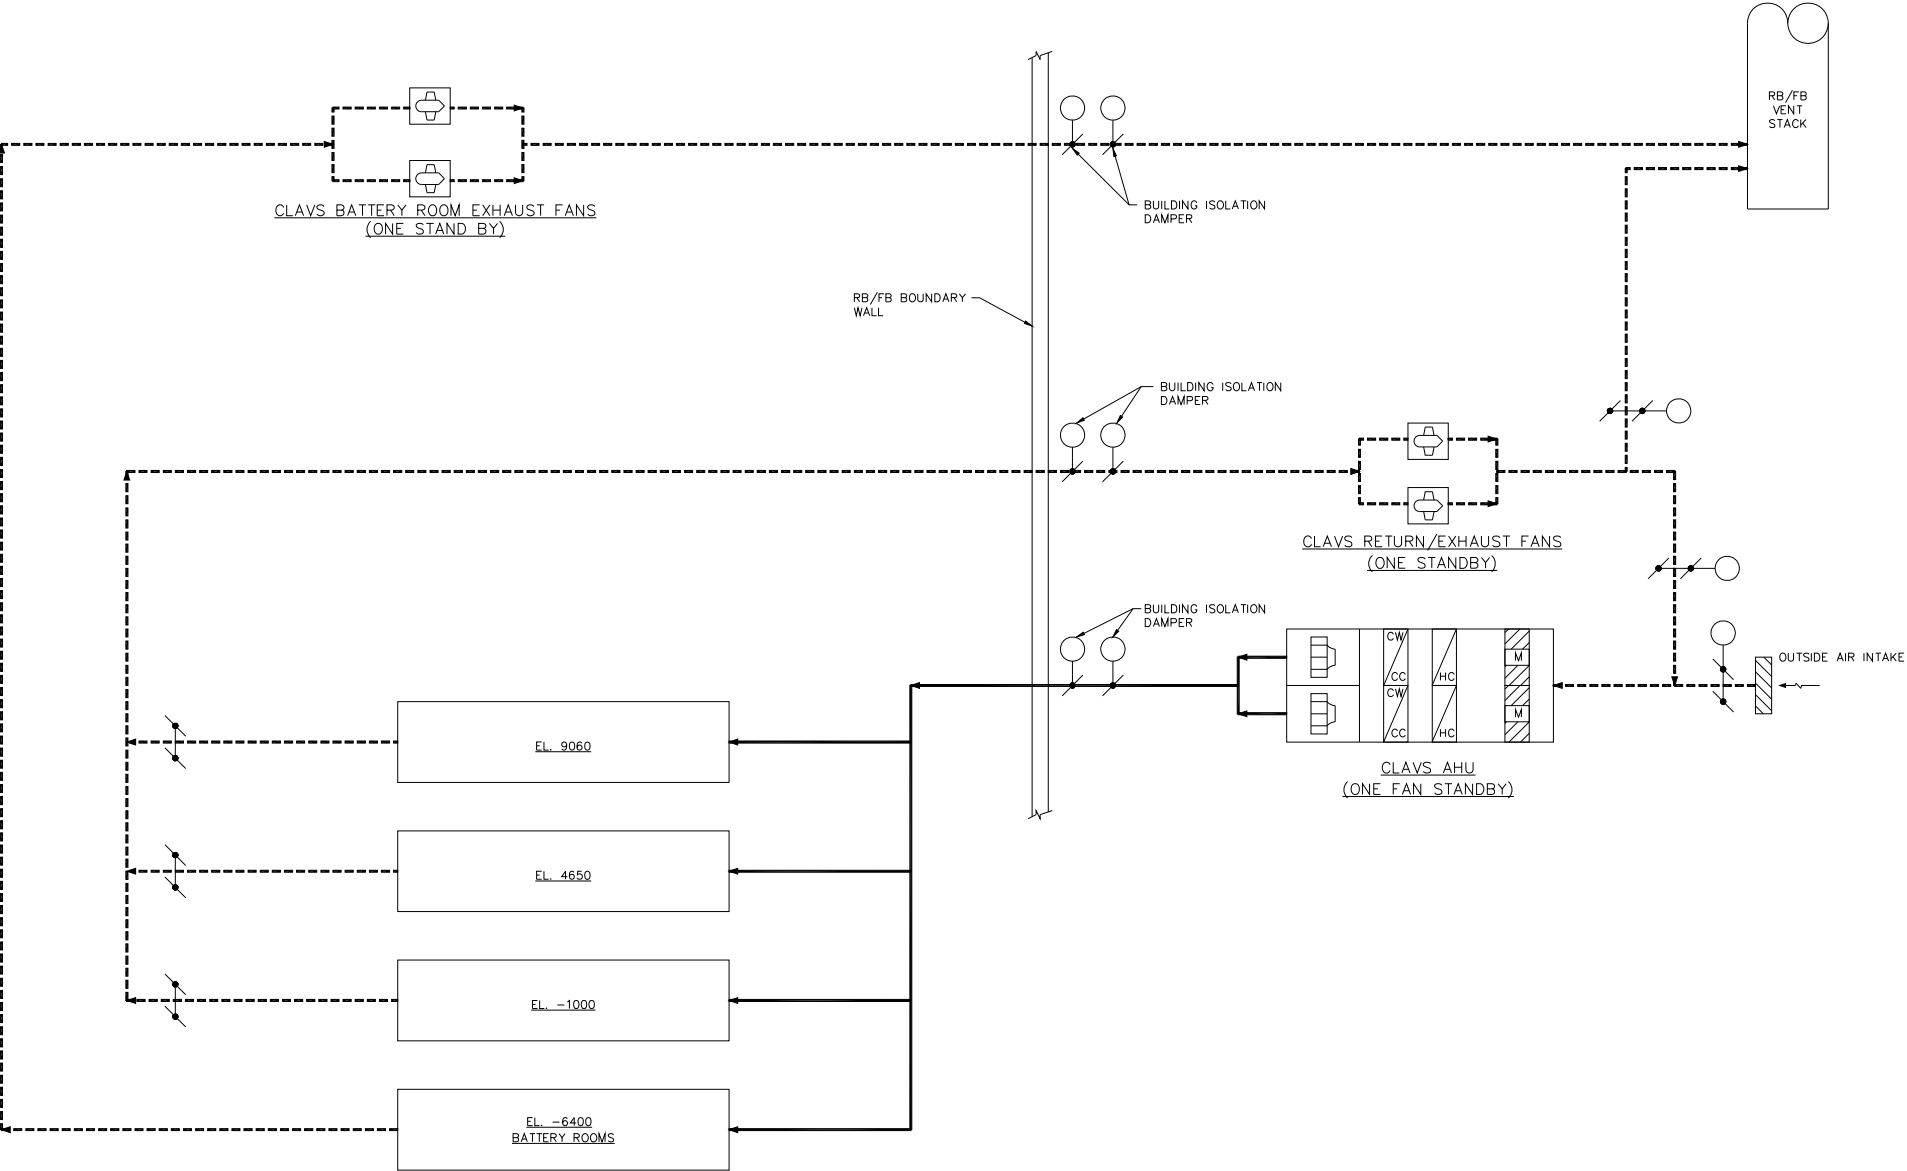 RB/FB
VENT
STACK
CLAVS BATTERY ROOM EXHAUST FANS
(ONE STAND BY)
BUILDING ISOLATION
DAMPER
RB/FB BOUNDARY
WALL
BUILDING ISOLATION
DAMPER
CLAVS RETURN/EXHAUST FANS
(ONE STANDBY)
BUILDING ISOLATION
DAMPER
CW
CC
HC
M
CW
CC
HC
M
OUTSIDE AIR INTAKE
CLAVS AHU
(ONE FAN STANDBY)
EL. 9060
EL. 4650
EL. -1000
EL. -6400
BATTERY ROOMS